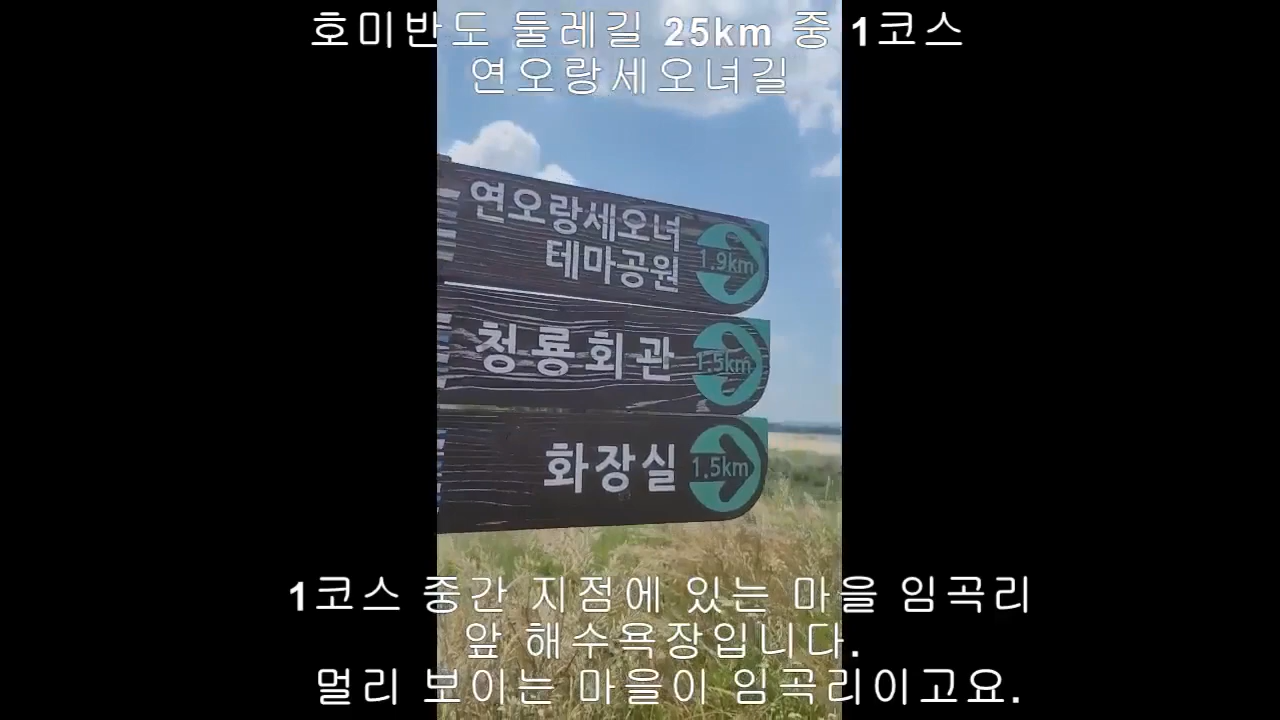 호미반도 둘레길 25km 중 1코스
연오랑세오녀길
연오랑세오녀
테마공원
1.9km
청룡회관
1.5km
화장실
1.5km
1코스 중간 지점에 있는 마을 임곡리
앞 해수욕장입니다.
멀리 보이는 마을이 임곡리이고요.